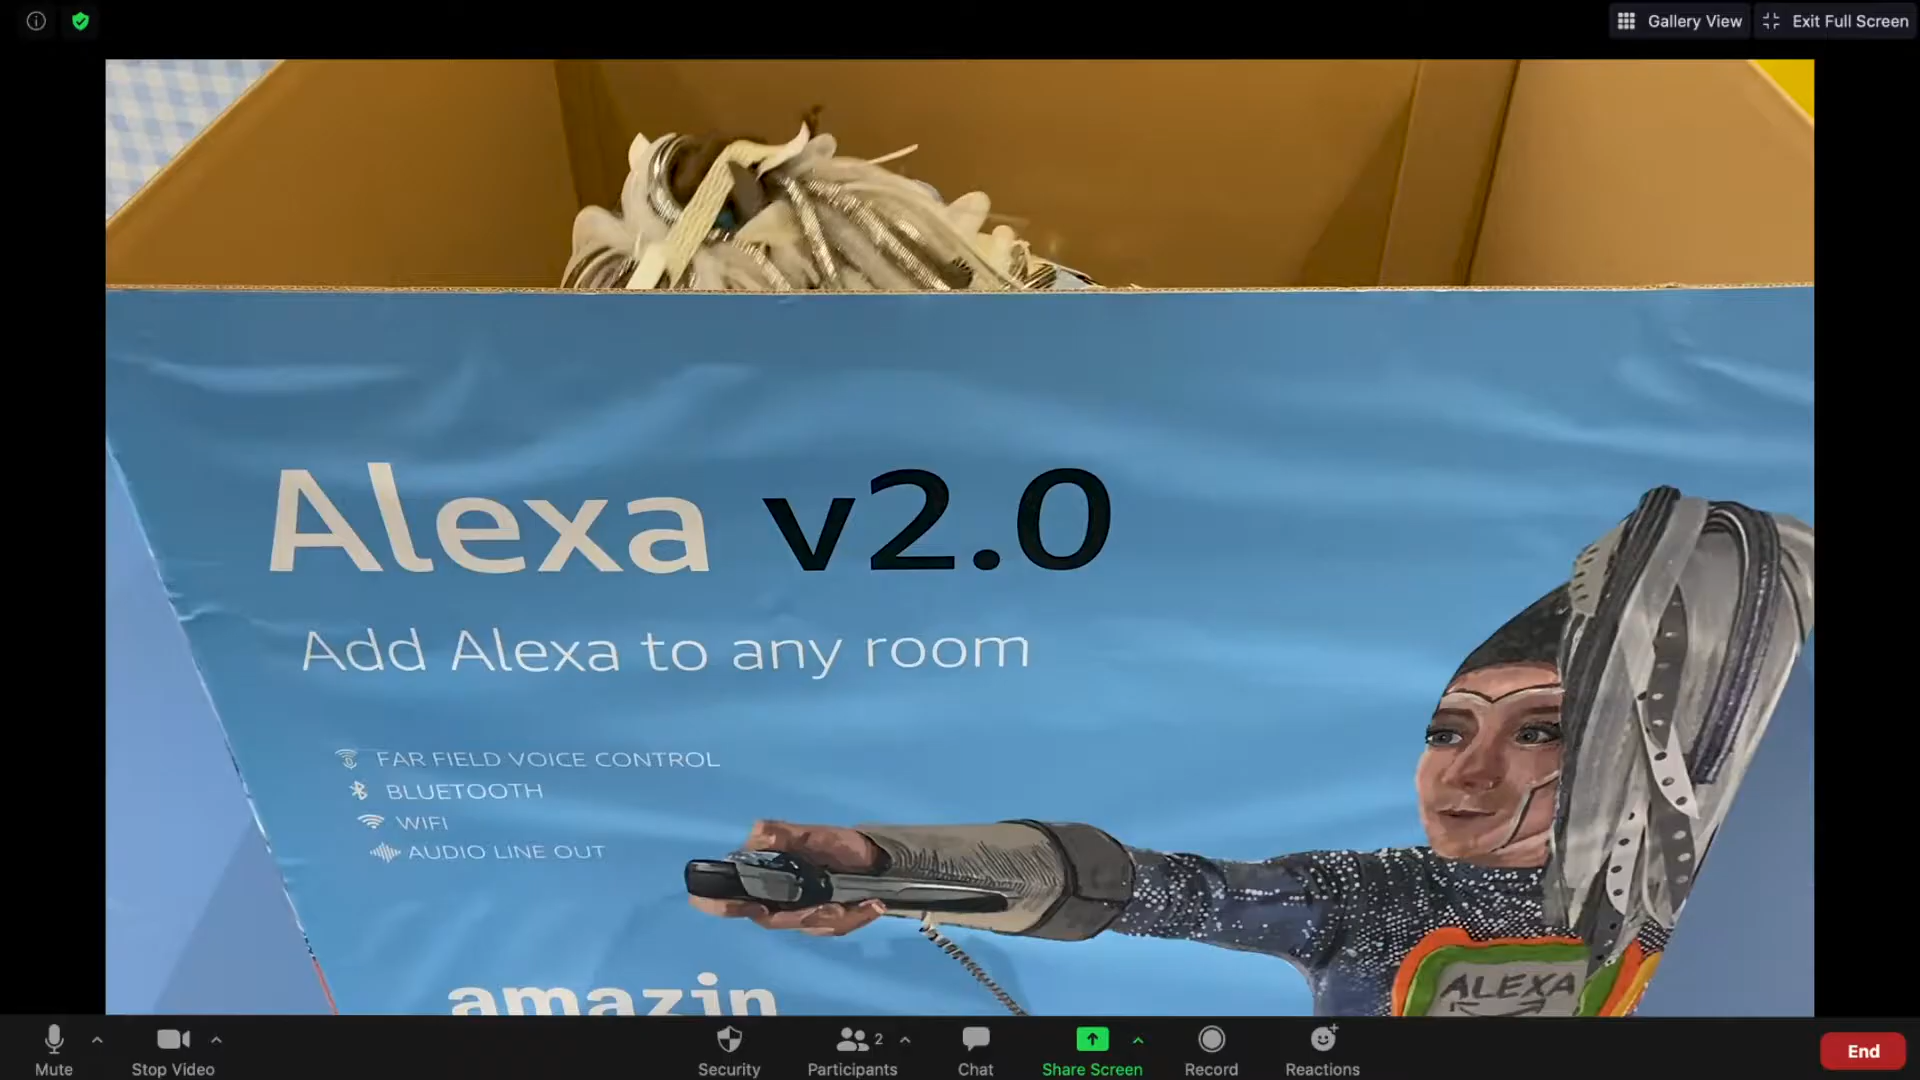 Gallery View
Exit Full Screen
Alexa v2.0
Add Alexa to any room
FAR FIELD VOICE CONTROL
BLUETOOTH
WIFI
AUDIO LINE OUT
amazin
ALEXA
Mute
Stop Video
Security
Participants 2
Chat
Share Screen
Record
Reactions
End